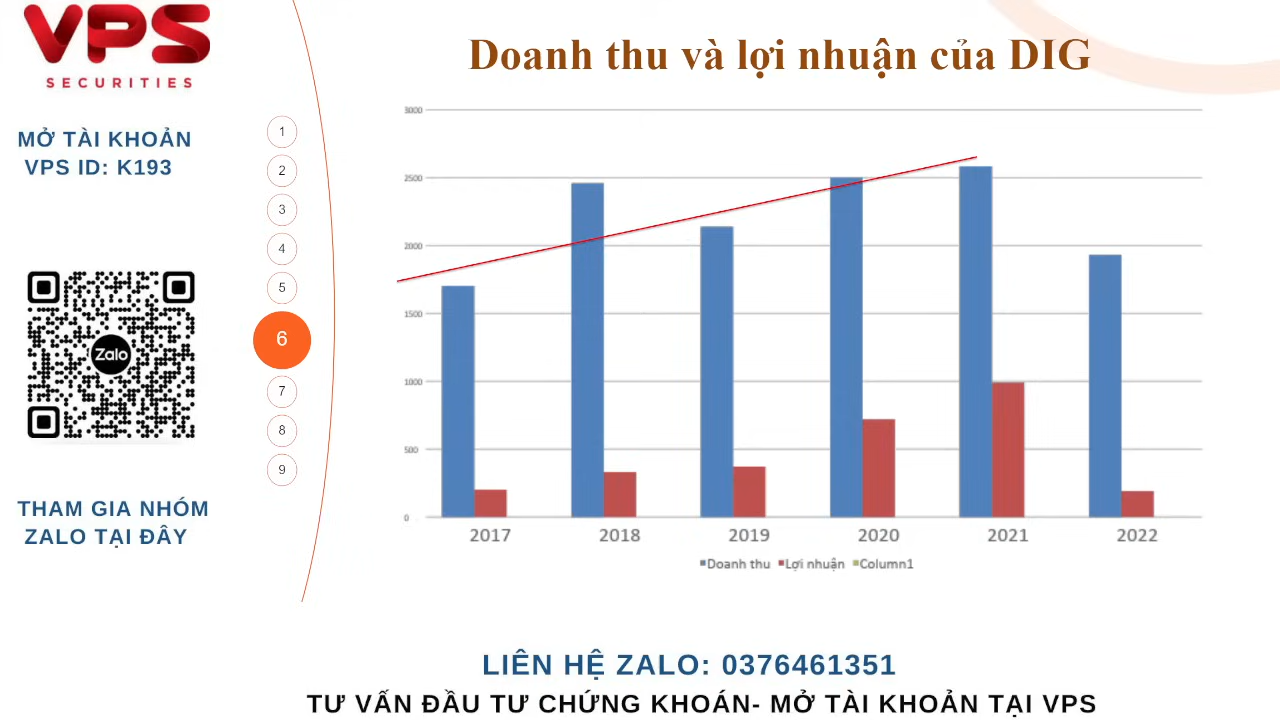 VPS
SECURITIES
MỞ TÀI KHOẢN
VPS ID: K193
Zalo
THAM GIA NHÓM
ZALO TẠI ĐÂY
1
2
3
4
5
6
7
8
9
Doanh thu và lợi nhuận của DIG
3000
2500
2000
1500
1000
500
0
2017 2018 2019 2020 2021 2022
Doanh thu Lợi nhuận Column1
LIÊN HỆ ZALO: 0376461351
TƯ VẤN ĐẦU TƯ CHỨNG KHOÁN- MỞ TÀI KHOẢN TẠI VPS